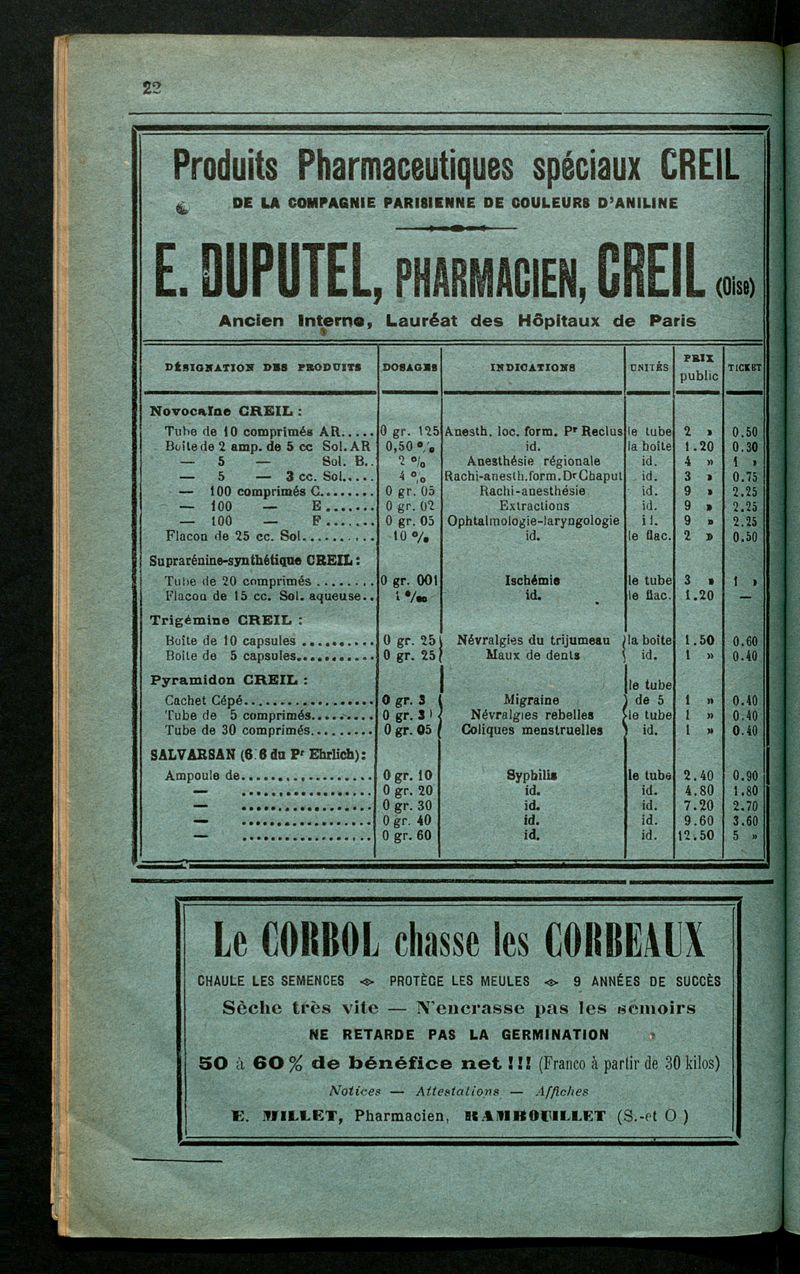 22
Produits Pharmaceutiques spéciaux CREIL
DE LA COMPAGNIE PARISIENNE DE COULEURS D'ANILINE
E. DUPUTEL, PHARMACIEN, CREIL (Oise)
Ancien Interne, Lauréat des Hôpitaux de Paris
DÉSIGNATION DES PRODUITS DOSAGES INDICATIONS UNITÉS PRIX public TICKET
Novocaïne CREIL :
Tube de 10 comprimés AR..... 0 gr. 125 Anesth. loc. form. Pr Reclus le tube 2 » 0.50
Boite de 2 amp. de 5 cc Sol. AR 0,50 % id. la boite 1.20 0.30
— 5 — Sol. B.. 2 % Anesthésie régionale id. 4 » 1 »
— 5 — 3 cc. Sol..... 4 % Rachi-anesth.form.Dr Chaput id. 3 » 0.75
— 100 comprimés C........ 0 gr. 05 Rachi-anesthésie id. 9 » 2.25
— 100 — E....... 0 gr. 02 Extractions id. 9 » 2.25
— 100 — F....... 0 gr. 05 Ophtalmologie-laryngologie id. 9 » 2.25
Flacon de 25 cc. Sol.......... 10 % id. le flac. 2 » 0.50
Suprarénine-synthétique CREIL :
Tube de 20 comprimés ........ 0 gr. 001 Ischémie le tube 3 » 1 »
Flacon de 15 cc. Sol. aqueuse.. 1 ‰ id. le flac. 1.20 —
Trigémine CREIL :
Boite de 10 capsules .......... 0 gr. 25 Névralgies du trijumeau la boite 1.50 0.60
Boite de 5 capsules........... 0 gr. 25 Maux de dents id. 1 » 0.40
Pyramidon CREIL :
Cachet Cépé................... 0 gr. 3 Migraine le tube de 5 1 » 0.40
Tube de 5 comprimés......... 0 gr. 3 Névralgies rebelles le tube 1 » 0.40
Tube de 30 comprimés......... 0 gr. 05 Coliques menstruelles id. 1 » 0.40
SALVARSAN (6 6 du Pr Ehrlich) :
Ampoule de................... 0 gr. 10 Syphilis le tube 2.40 0.90
— ................... 0 gr. 20 id. id. 4.80 1.80
— ................... 0 gr. 30 id. id. 7.20 2.70
— ................... 0 gr. 40 id. id. 9.60 3.60
— ................... 0 gr. 60 id. id. 12.50 5 »
Le CORBOL chasse les CORBEAUX
CHAULE LES SEMENCES PROTÈGE LES MEULES 9 ANNÉES DE SUCCÈS
Sèche très vite — N'encrasse pas les semoirs
NE RETARDE PAS LA GERMINATION
50 à 60 % de bénéfice net !!! (Franco à partir de 30 kilos)
Notices — Attestations — Affiches
E. MILLET, Pharmacien, RAMBOUILLET (S.-et O )